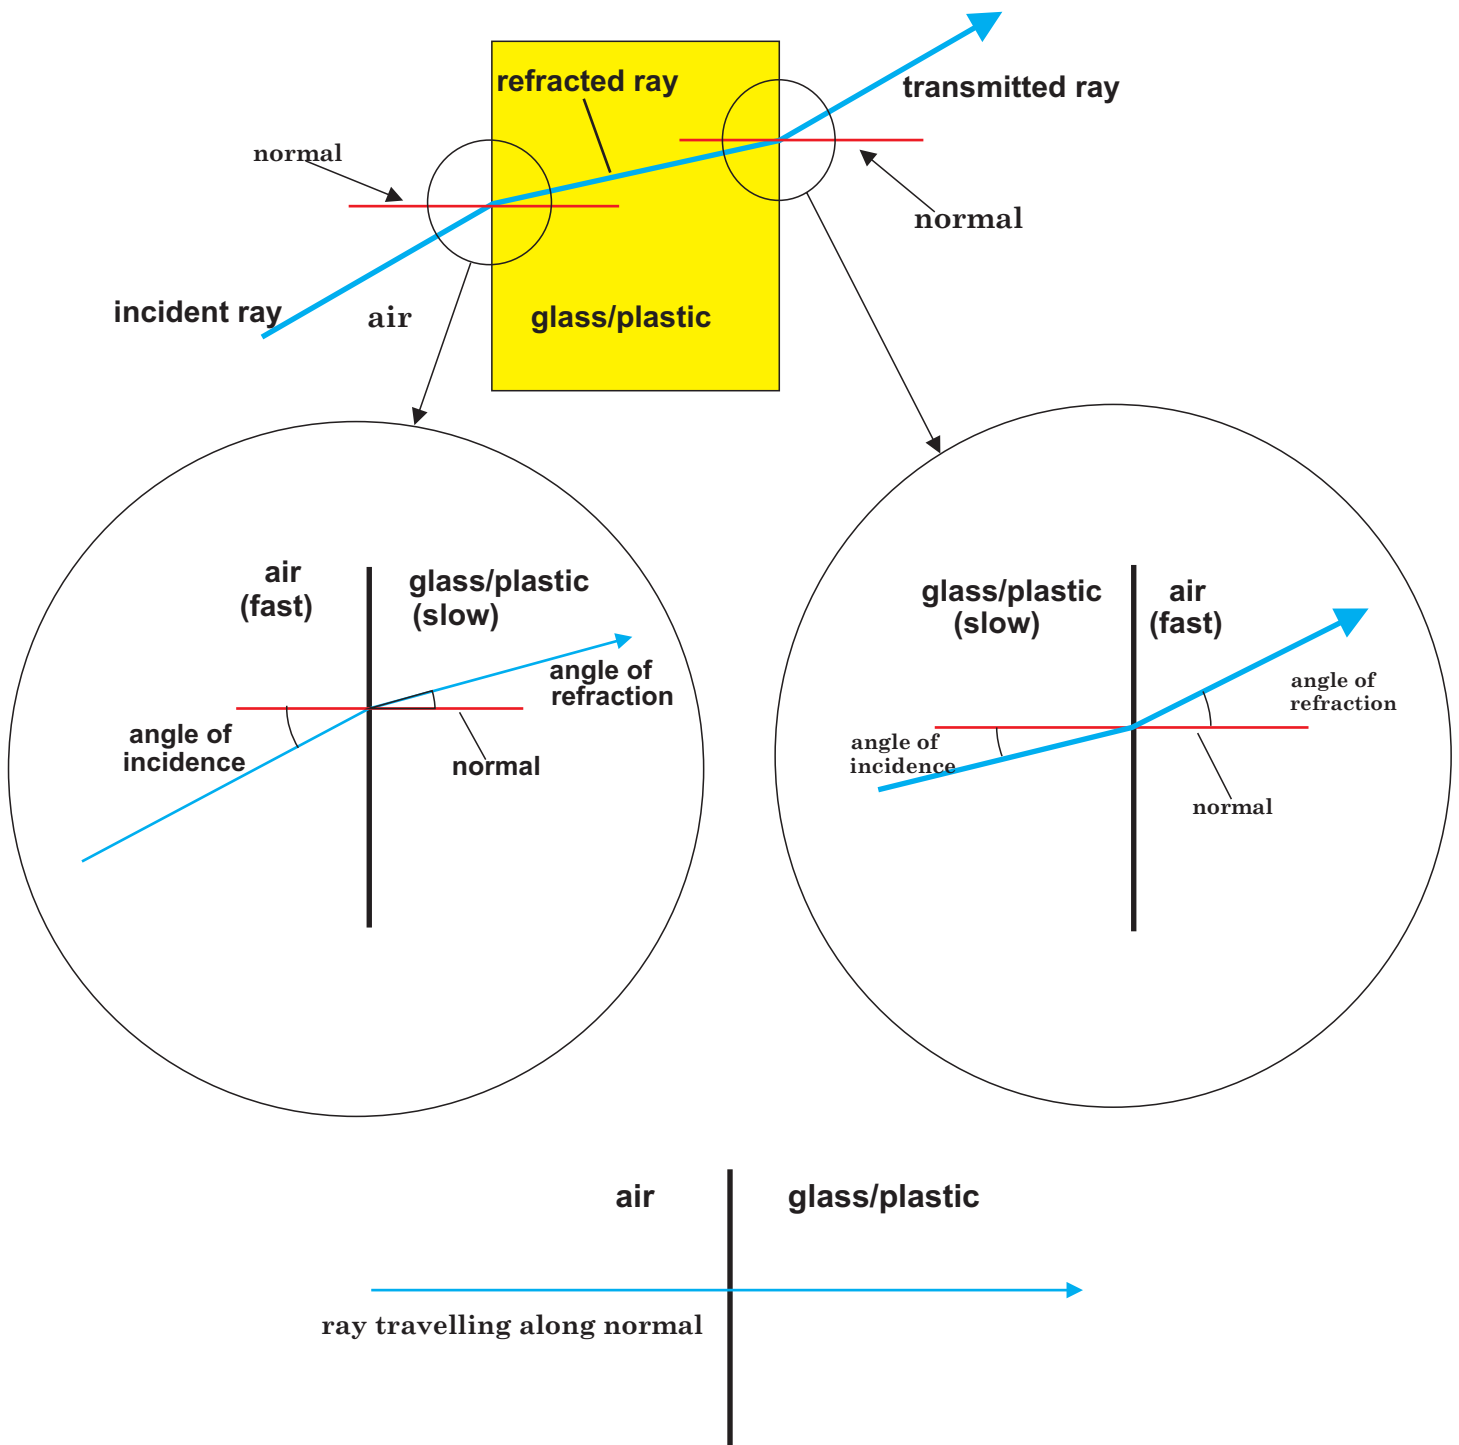 refracted ray
transmitted ray
normal
normal
incident ray
air
glass/plastic
air
(fast)
glass/plastic
(slow)
angle of
refraction
angle of
incidence
normal
glass/plastic
(slow)
air
(fast)
angle of
refraction
angle of
incidence
normal
air
glass/plastic
ray travelling along normal